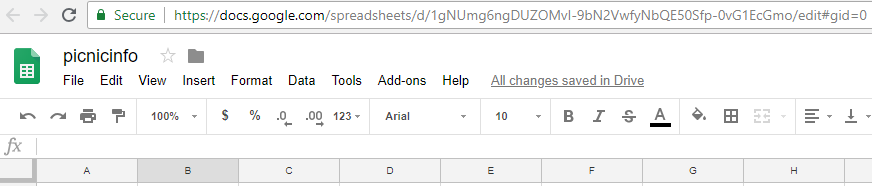 Secure https://docs.google.com/spreadsheets/d/1gNUmg6ngDUZOMvI-9bN2VwfyNbQE50Sfp-0vG1EcGmo/edit#gid=0
picnicinfo
File Edit View Insert Format Data Tools Add-ons Help All changes saved in Drive
100% $ % .0 .00 123 Arial 10 B I S A
fx
A B C D E F G H